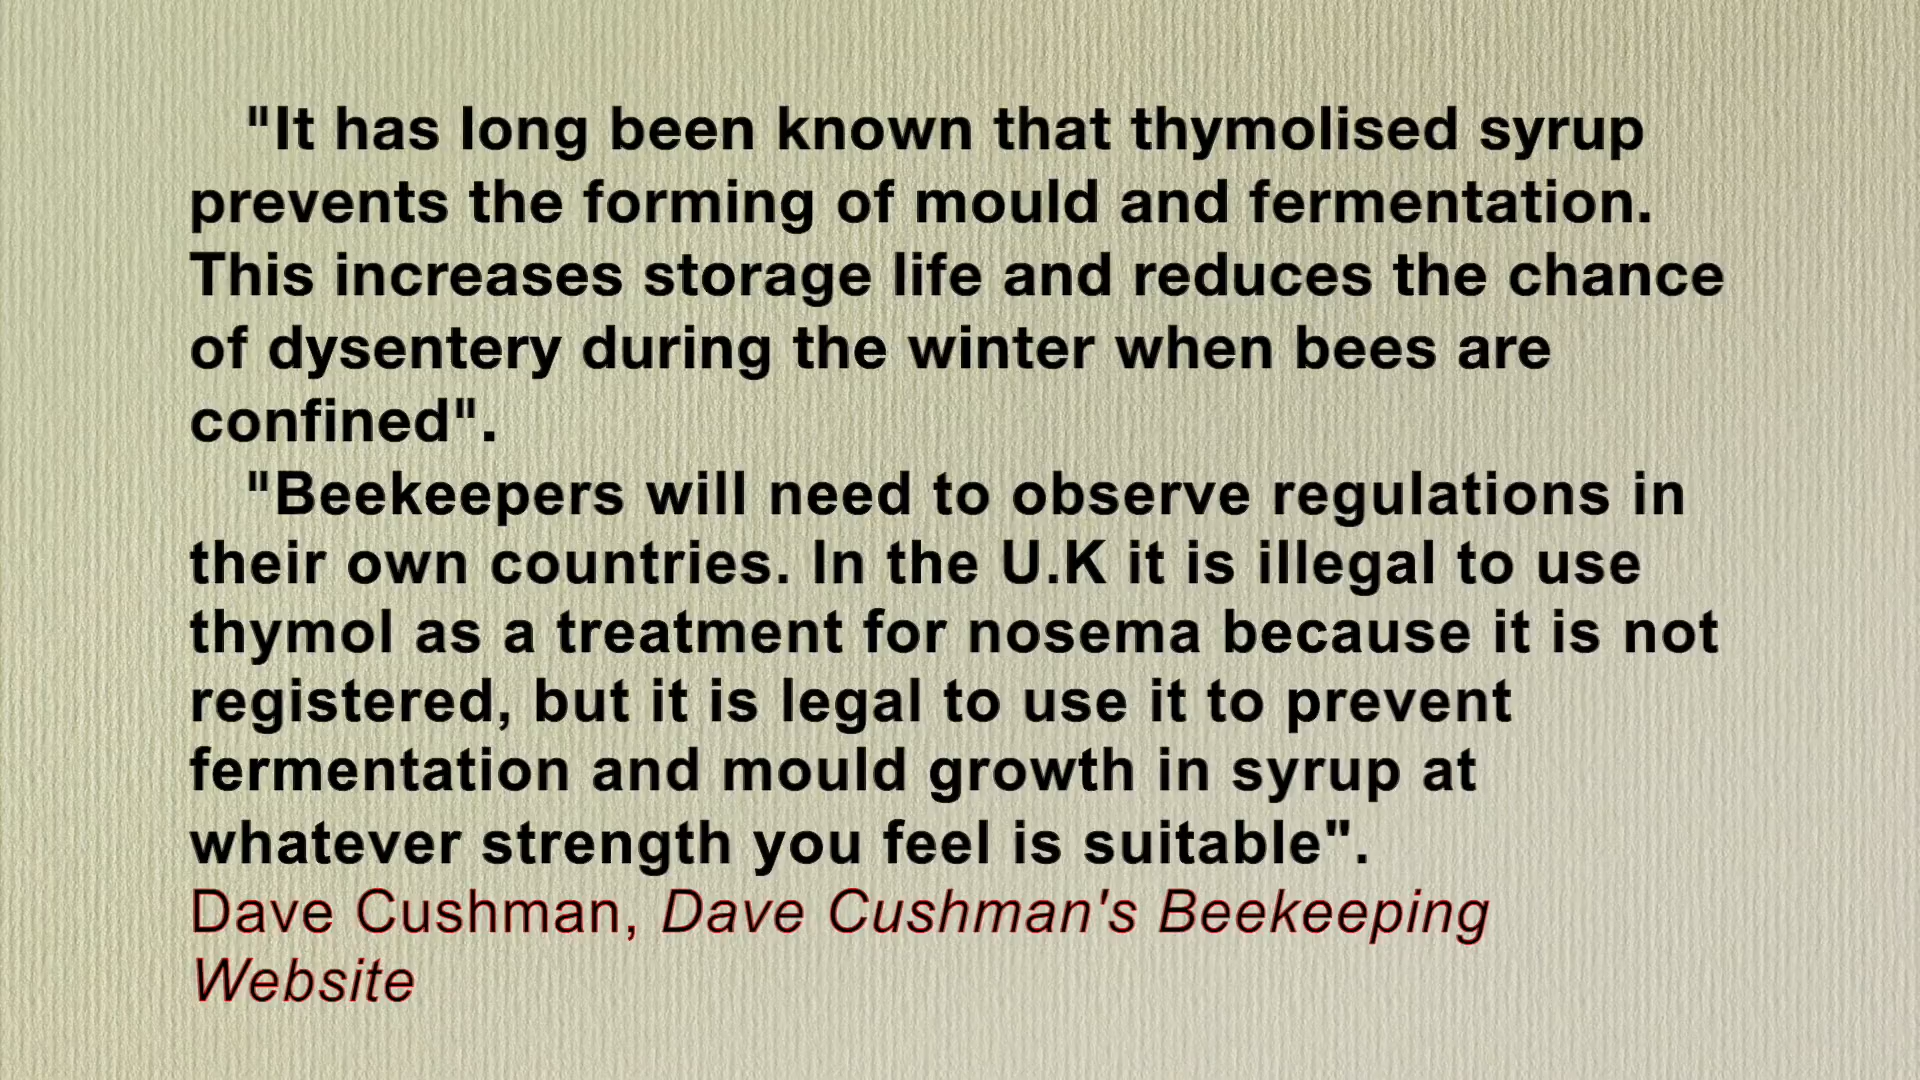 "It has long been known that thymolised syrup
prevents the forming of mould and fermentation.
This increases storage life and reduces the chance
of dysentery during the winter when bees are
confined".
"Beekeepers will need to observe regulations in
their own countries. In the U.K it is illegal to use
thymol as a treatment for nosema because it is not
registered, but it is legal to use it to prevent
fermentation and mould growth in syrup at
whatever strength you feel is suitable".
Dave Cushman, Dave Cushman's Beekeeping
Website